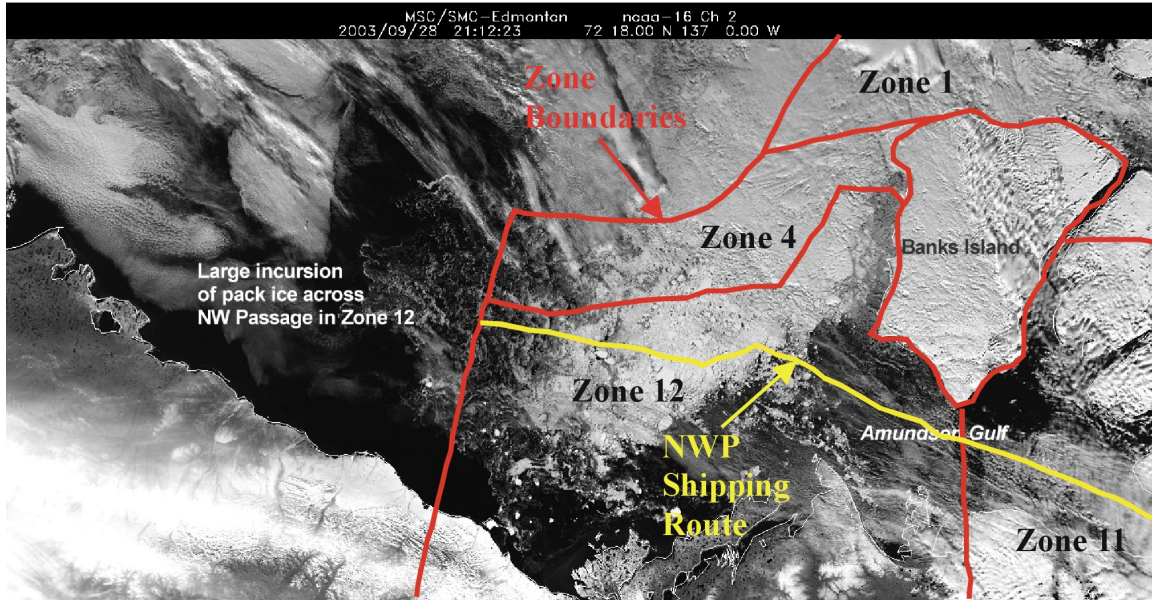 MSC/SMC-Edmonton noaa-16 Ch 2
2003/09/28 21:12:23 72 18.00 N 137 0.00 W
Zone 1
Zone
Boundaries
Zone 4
Banks Island
Large incursion
of pack ice across
NW Passage in Zone 12
Zone 12
Amundsen Gulf
NWP
Shipping
Route
Zone 11